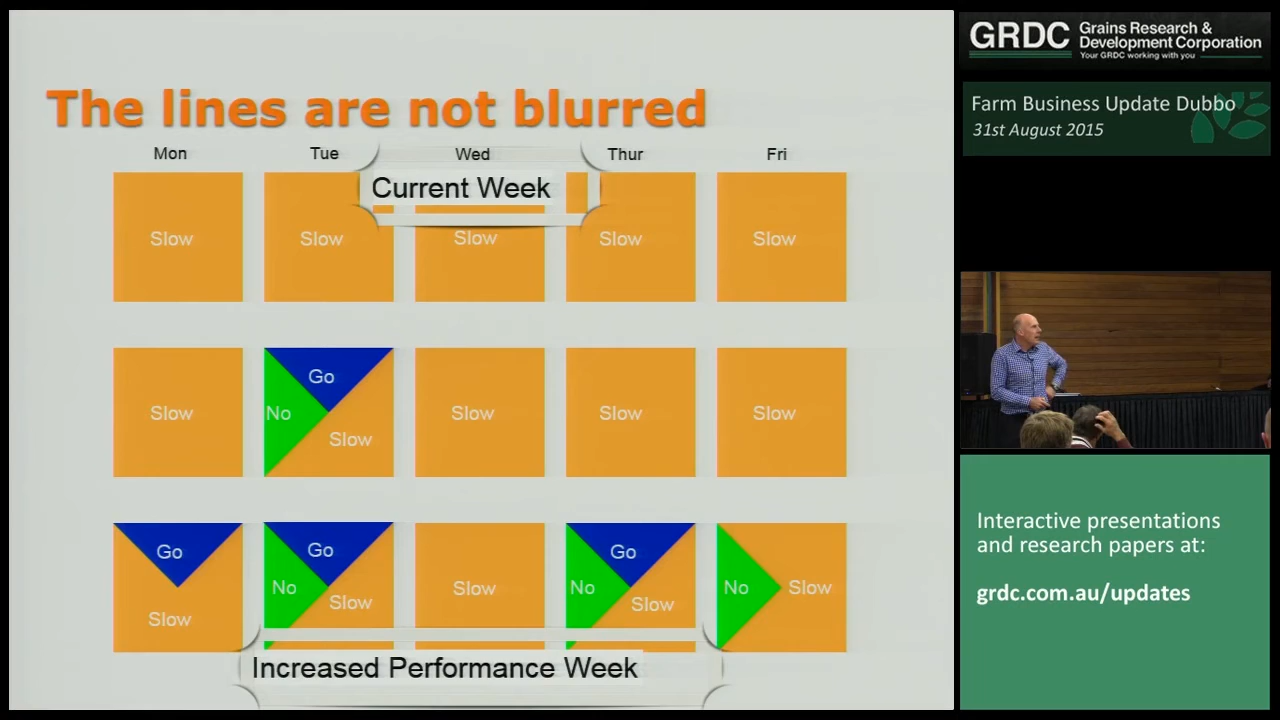 The lines are not blurred
Mon Tue Wed Thur Fri
Current Week
Slow Slow Slow Slow Slow
Go
Slow No Slow Slow Slow
Slow
Go Go Go
No Slow No No Slow
Slow Slow Slow
Increased Performance Week
GRDC Grains Research &
Development Corporation
Your GRDC working with you
Farm Business Update Dubbo
31st August 2015
Interactive presentations
and research papers at:
grdc.com.au/updates